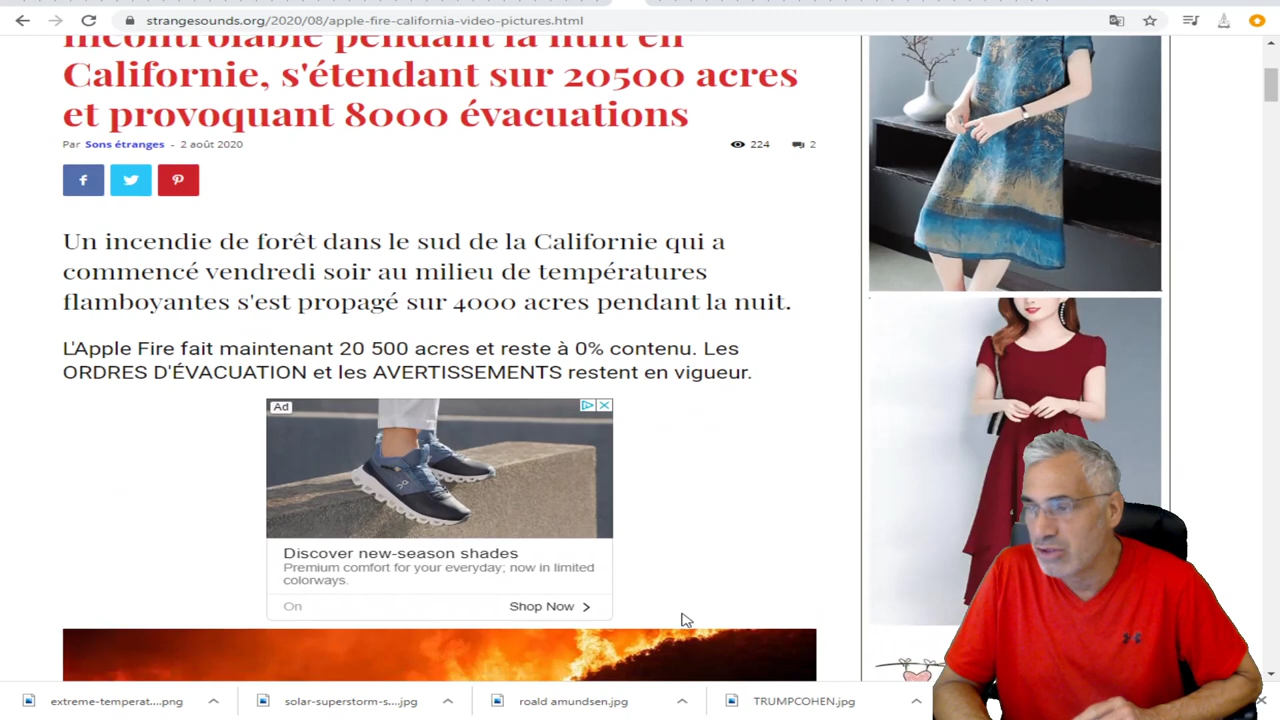 strangesounds.org/2020/08/apple-fire-california-video-pictures.html
incontrôlable pendant la nuit en
Californie, s'étendant sur 20500 acres
et provoquant 8000 évacuations
Par Sons étranges - 2 août 2020
224
2
Un incendie de forêt dans le sud de la Californie qui a
commencé vendredi soir au milieu de températures
flamboyantes s'est propagé sur 4000 acres pendant la nuit.
L'Apple Fire fait maintenant 20 500 acres et reste à 0% contenu. Les
ORDRES D'ÉVACUATION et les AVERTISSEMENTS restent en vigueur.
Ad
Discover new-season shades
Premium comfort for your everyday; now in limited
colorways.
On
Shop Now
extreme-temperat....png
solar-superstorm-s....jpg
roald amundsen.jpg
TRUMPCOHEN.jpg